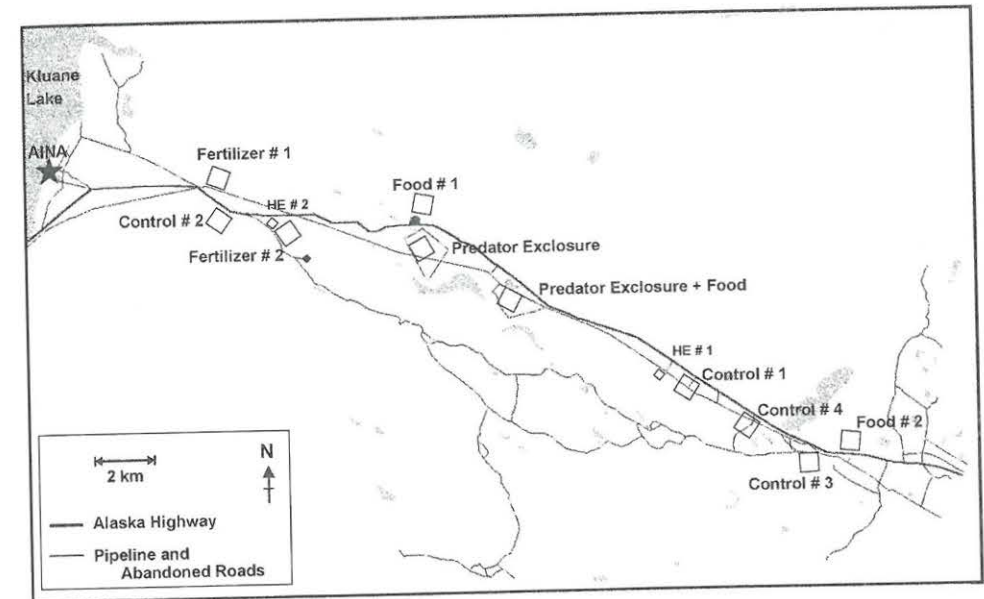 Kluane
Lake
AINA
Fertilizer # 1
Food # 1
HE # 2
Control # 2
Fertilizer # 2
Predator Exclosure
Predator Exclosure + Food
HE # 1
Control # 1
Control # 4
Food # 2
Control # 3
N
2 km
Alaska Highway
Pipeline and
Abandoned Roads